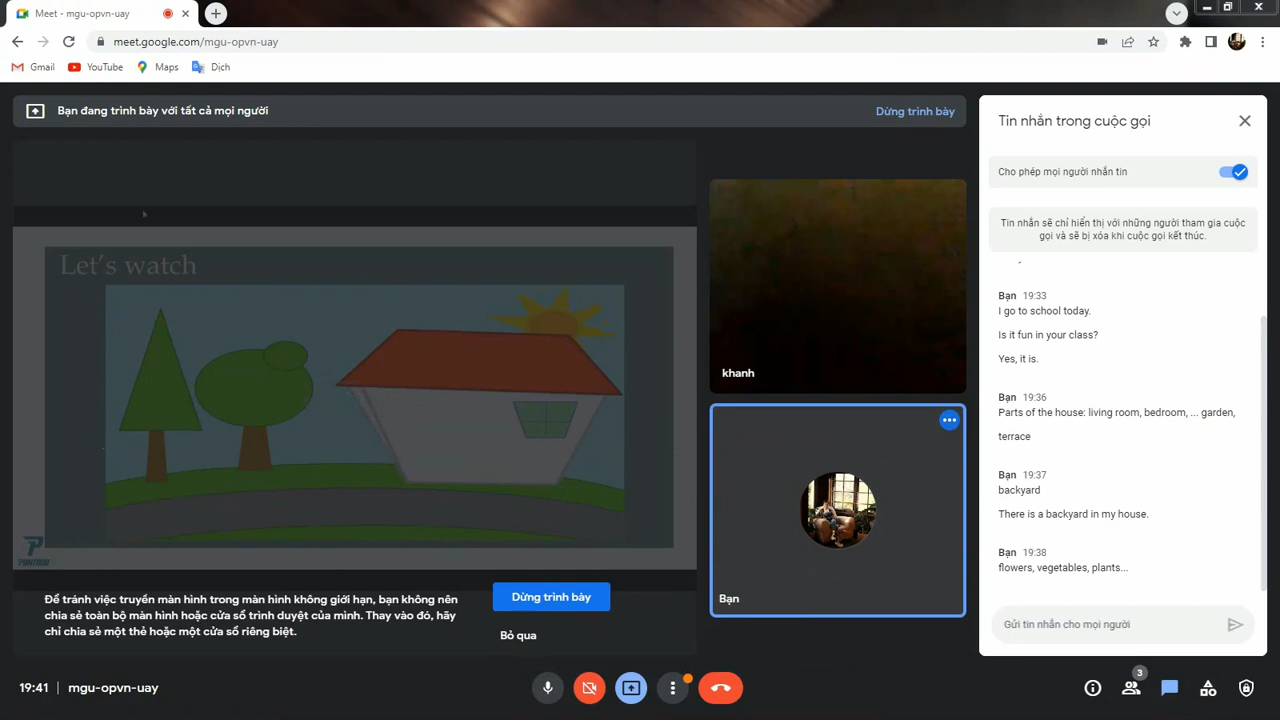 Meet - mgu-opvn-uay
meet.google.com/mgu-opvn-uay
Gmail YouTube Maps Dịch
Bạn đang trình bày với tất cả mọi người
Dừng trình bày
Let's watch
Để tránh việc truyền màn hình trong màn hình không giới hạn, bạn không nên
chia sẻ toàn bộ màn hình hoặc cửa sổ trình duyệt của mình. Thay vào đó, hãy
chỉ chia sẻ một thẻ hoặc một cửa sổ riêng biệt.
Dừng trình bày
Bỏ qua
khanh
Bạn
Tin nhắn trong cuộc gọi
Cho phép mọi người nhắn tin
Tin nhắn sẽ chỉ hiển thị với những người tham gia cuộc
gọi và sẽ bị xóa khi cuộc gọi kết thúc.
Bạn 19:33
I go to school today.
Is it fun in your class?
Yes, it is.
Bạn 19:36
Parts of the house: living room, bedroom, ... garden,
terrace
Bạn 19:37
backyard
There is a backyard in my house.
Bạn 19:38
flowers, vegetables, plants...
Gửi tin nhắn cho mọi người
19:41 | mgu-opvn-uay
3